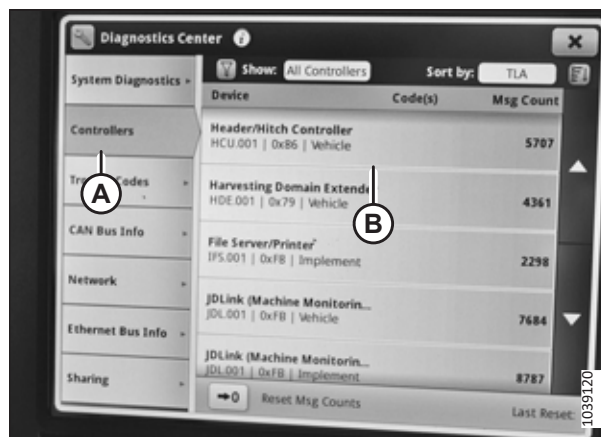 Diagnostics Center
System Diagnostics
Show: All Controllers Sort by: TLA
Device Code(s) Msg Count
Controllers
A
Header/Hitch Controller
HCU.001 | 0x86 | Vehicle
5707
B
Codes
Harvesting Domain Extende
HDE.001 | 0x79 | Vehicle
4361
CAN Bus Info
File Server/Printer
IFS.001 | 0xF8 | Implement
2298
Network
JDLink (Machine Monitorin...
JDL.001 | 0xFB | Vehicle
7684
Ethernet Bus Info
JDLink (Machine Monitorin...
JDL.001 | 0xFB | Implement
8787
Sharing
→0 Reset Msg Counts
Last Reset:
1039120